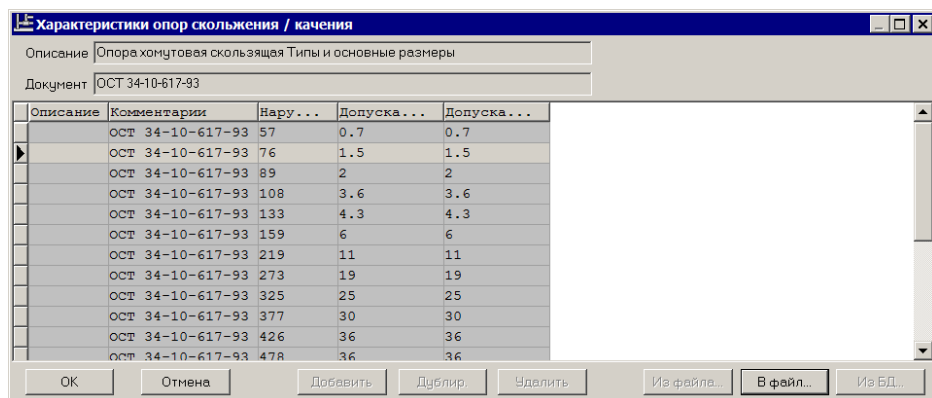 Характеристики опор скольжения / качения
Описание Опора хомутовая скользящая Типы и основные размеры
Документ ОСТ 34-10-617-93
Описание Комментарии Нару... Допуска... Допуска...
ОСТ 34-10-617-93 57 0.7 0.7
ОСТ 34-10-617-93 76 1.5 1.5
ОСТ 34-10-617-93 89 2 2
ОСТ 34-10-617-93 108 3.6 3.6
ОСТ 34-10-617-93 133 4.3 4.3
ОСТ 34-10-617-93 159 6 6
ОСТ 34-10-617-93 219 11 11
ОСТ 34-10-617-93 273 19 19
ОСТ 34-10-617-93 325 25 25
ОСТ 34-10-617-93 377 30 30
ОСТ 34-10-617-93 426 36 36
ОСТ 34-10-617-93 478 36 36
ОК Отмена Добавить Дублир. Удалить Из файла... В файл... Из БД...